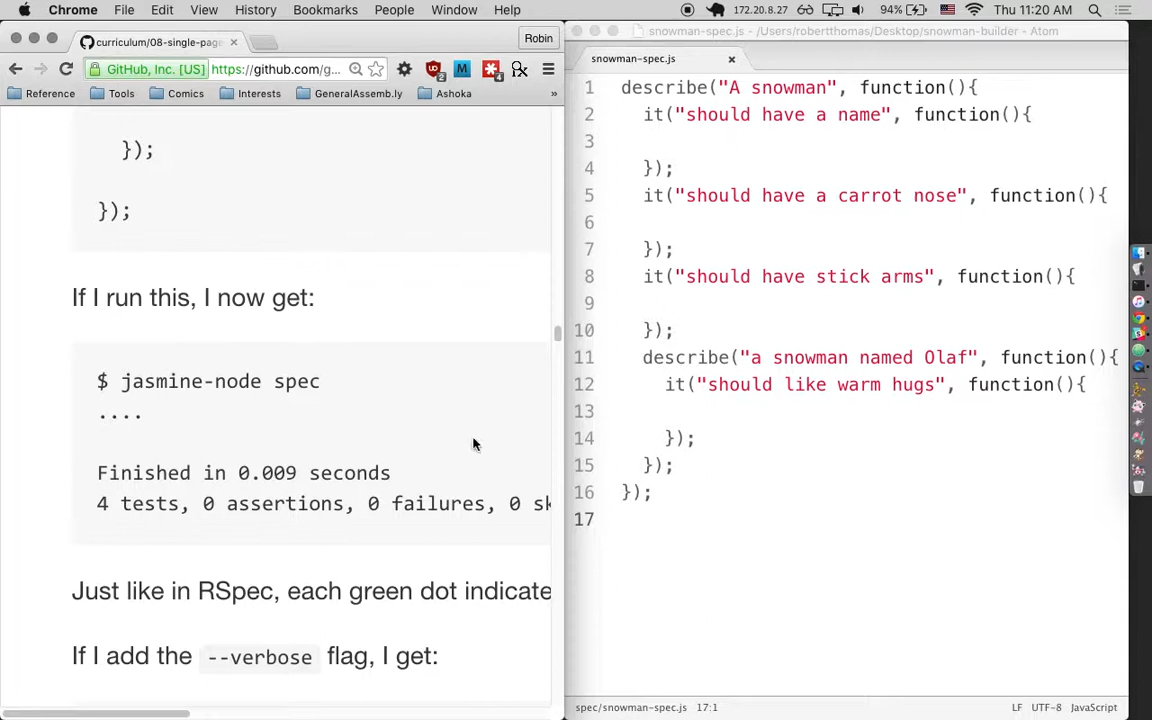 Chrome File Edit View History Bookmarks People Window Help 172.20.8.27 94% Thu 11:20 AM
curriculum/08-single-page
Robin
GitHub, Inc. [US] https://github.com/g...
Reference Tools Comics Interests GeneralAssemb.ly Ashoka »
});
});
If I run this, I now get:
$ jasmine-node spec
....
Finished in 0.009 seconds
4 tests, 0 assertions, 0 failures, 0 sk
Just like in RSpec, each green dot indicate
If I add the --verbose flag, I get:
snowman-spec.js - /Users/robertthomas/Desktop/snowman-builder - Atom
snowman-spec.js
1 describe("A snowman", function(){
2 it("should have a name", function(){
3
4 });
5 it("should have a carrot nose", function(){
6
7 });
8 it("should have stick arms", function(){
9
10 });
11 describe("a snowman named Olaf", function(){
12 it("should like warm hugs", function(){
13
14 });
15 });
16 });
17
spec/snowman-spec.js 17:1 LF UTF-8 JavaScript